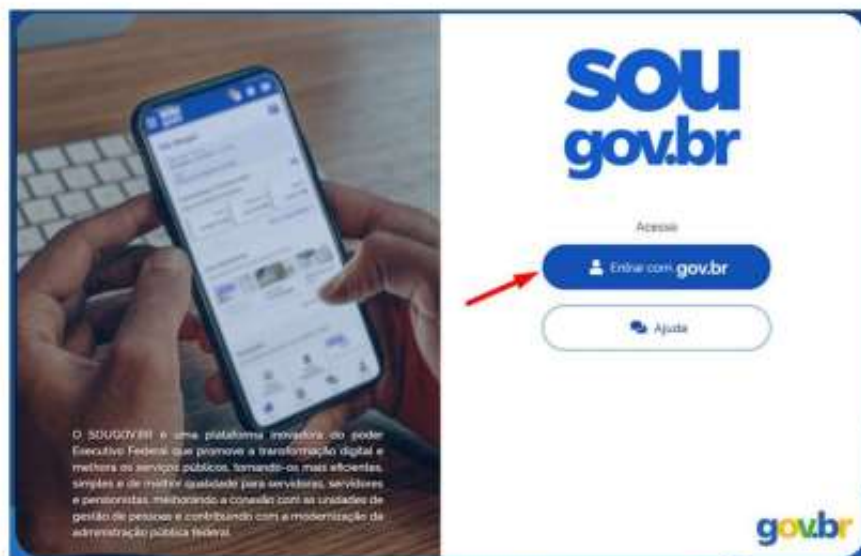 sou
gov.br
Acesse
Entrar com gov.br
Ajuda
O SOUGOV.BR é uma plataforma inovadora do poder
Executivo Federal que promove a transformação digital e
melhora os serviços públicos, tornando-os mais eficientes,
simples e de melhor qualidade para servidoras, servidores
e pensionistas, melhorando a conexão com as unidades de
gestão de pessoas e contribuindo com a modernização da
administração pública federal.
gov.br